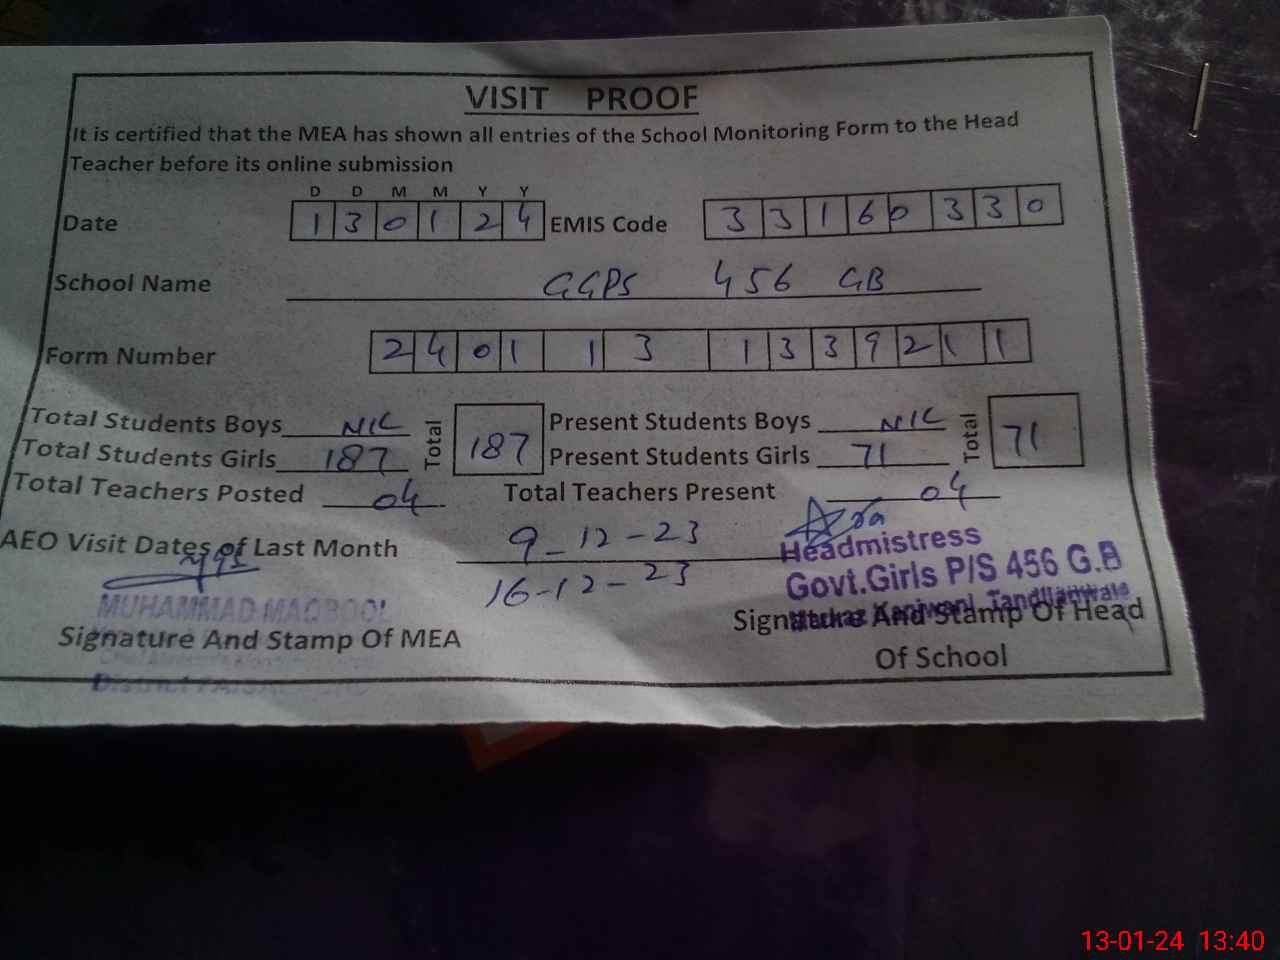 VISIT PROOF
It is certified that the MEA has shown all entries of the School Monitoring Form to the Head
Teacher before its online submission
D D M M Y Y
Date 1 3 0 1 2 4 EMIS Code 3 3 1 6 0 3 3 0
School Name GGPS 456 GB
Form Number 2 4 0 1 1 3 1 3 3 9 2 1 1
Total Students Boys NIL Total 187 Present Students Boys NIL Total 71
Total Students Girls 187 Present Students Girls 71
Total Teachers Posted 04 Total Teachers Present 04
AEO Visit Dates of Last Month 9-12-23
16-12-23
Headmistress
Govt.Girls P/S 456 G.B
Markaz Kanjwani Tandlianwala
MUHAMMAD MAQBOOL
Signature And Stamp Of MEA
Signature And Stamp Of Head
Of School
District
13-01-24 13:40